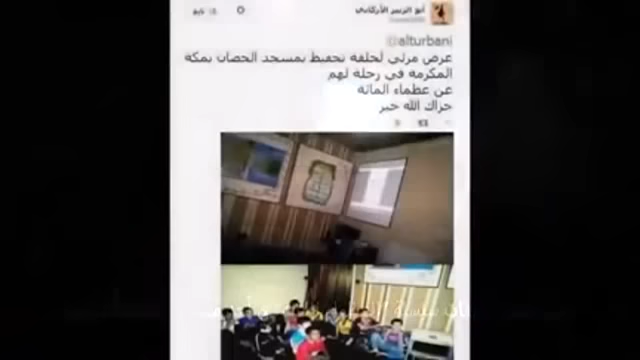 أبو الزبير الأركاني
@alturbani
عرض مرئي لحلقة تحفيظ بمسجد الحصان بمكة
المكرمة في رحلة لهم
عن عظماء المائة
جزاك الله خير
سلسلة